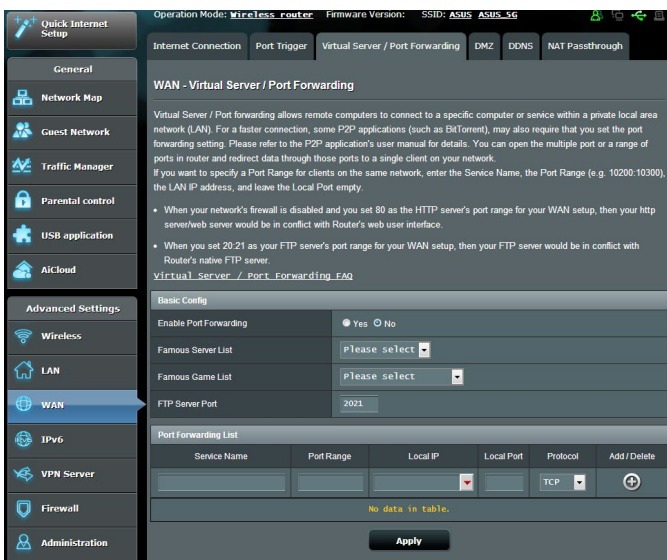 Quick Internet
Setup
Operation Mode: Wireless router Firmware Version: SSID: ASUS ASUS_5G
Internet Connection Port Trigger Virtual Server / Port Forwarding DMZ DDNS NAT Passthrough
General
Network Map
Guest Network
Traffic Manager
Parental control
USB application
AiCloud
Advanced Settings
Wireless
LAN
WAN
IPv6
VPN Server
Firewall
Administration
WAN - Virtual Server / Port Forwarding
Virtual Server / Port forwarding allows remote computers to connect to a specific computer or service within a private local area
network (LAN). For a faster connection, some P2P applications (such as BitTorrent), may also require that you set the port
forwarding setting. Please refer to the P2P application's user manual for details. You can open the multiple port or a range of
ports in router and redirect data through those ports to a single client on your network.
If you want to specify a Port Range for clients on the same network, enter the Service Name, the Port Range (e.g. 10200:10300),
the LAN IP address, and leave the Local Port empty.
• When your network's firewall is disabled and you set 80 as the HTTP server's port range for your WAN setup, then your http
server/web server would be in conflict with Router's web user interface.
• When you set 20:21 as your FTP server's port range for your WAN setup, then your FTP server would be in conflict with
Router's native FTP server.
Virtual Server / Port Forwarding FAQ
Basic Config
Enable Port Forwarding Yes No
Famous Server List Please select
Famous Game List Please select
FTP Server Port 2021
Port Forwarding List
Service Name Port Range Local IP Local Port Protocol Add / Delete
TCP
No data in table.
Apply